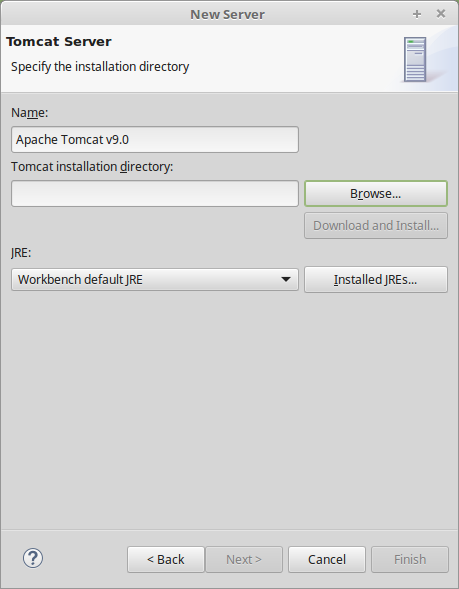 New Server
Tomcat Server
Specify the installation directory
Name:
Apache Tomcat v9.0
Tomcat installation directory:
Browse...
Download and Install...
JRE:
Workbench default JRE
Installed JREs...
?
< Back
Next >
Cancel
Finish